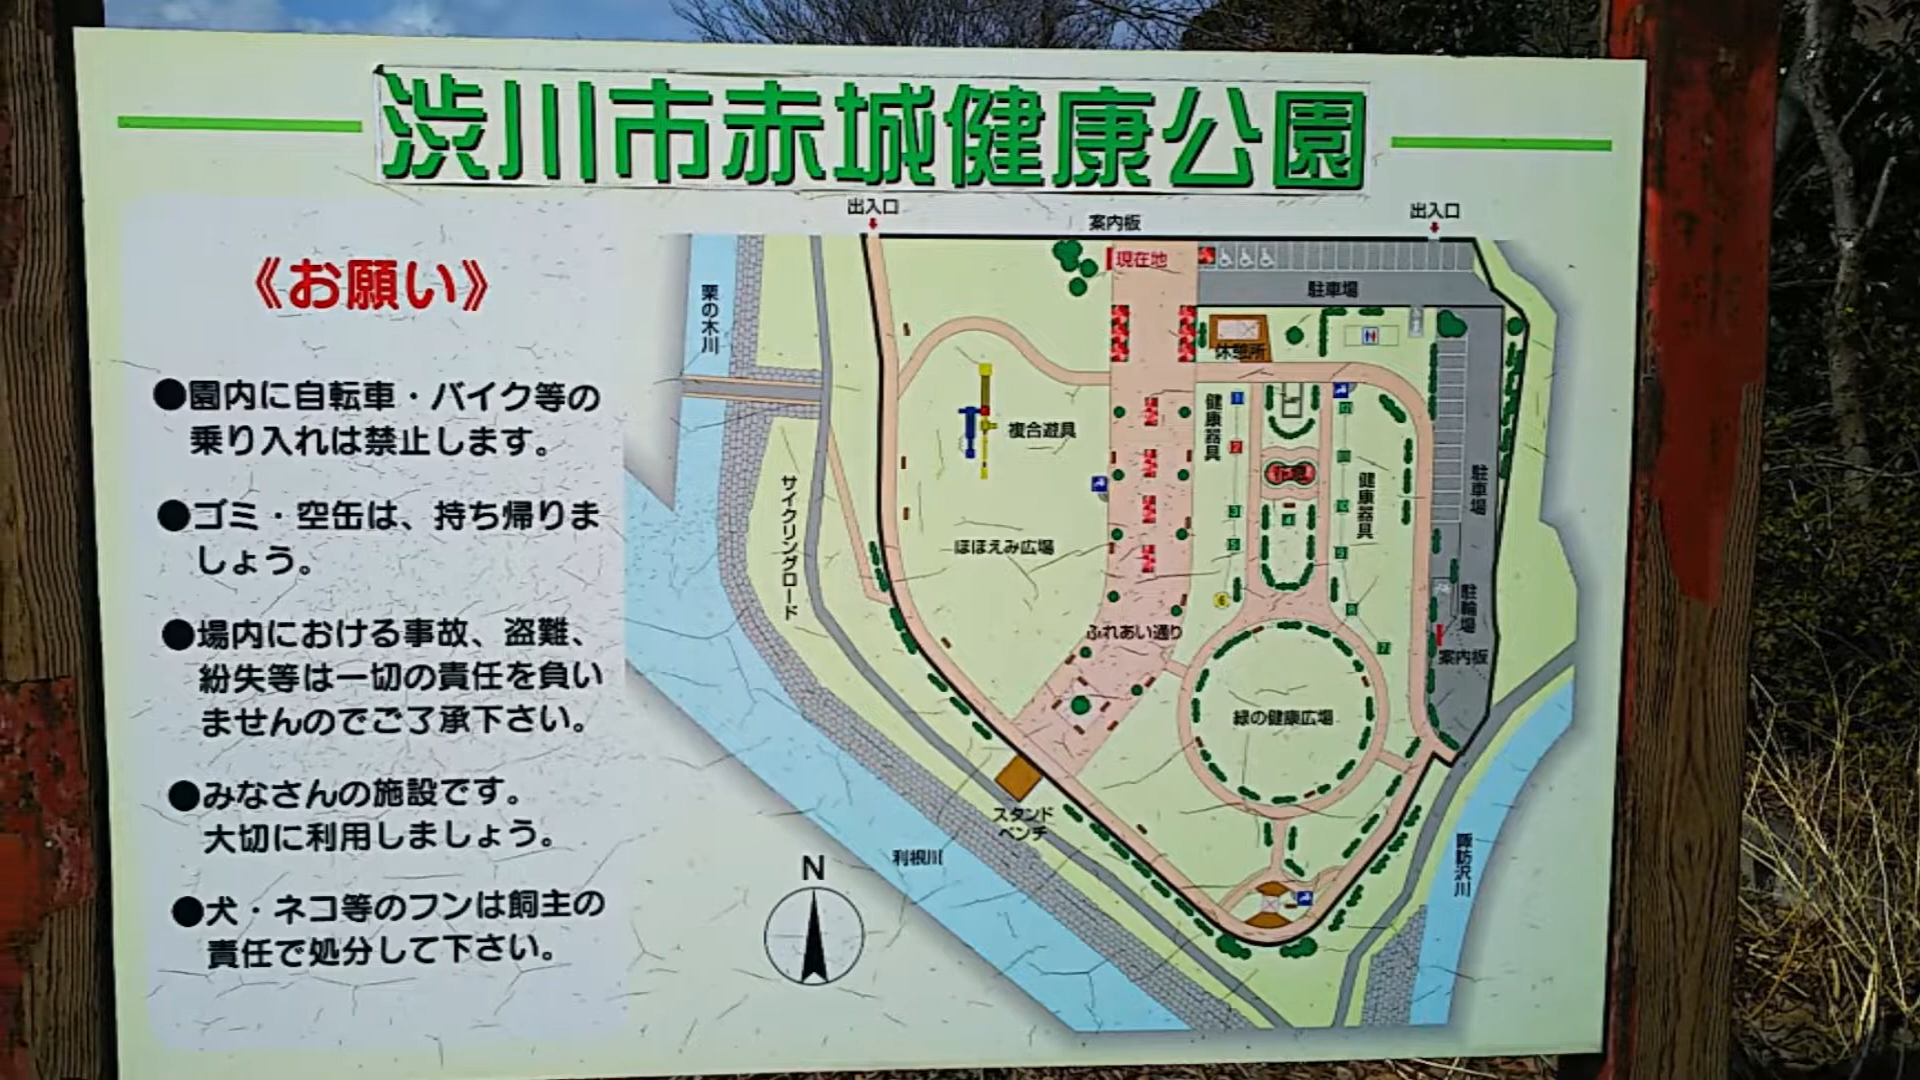 渋川市赤城健康公園
《お願い》
●園内に自転車・バイク等の
乗り入れは禁止します。
●ゴミ・空缶は、持ち帰りま
しょう。
●場内における事故、盗難、
紛失等は一切の責任を負い
ませんのでご了承下さい。
●みなさんの施設です。
大切に利用しましょう。
●犬・ネコ等のフンは飼主の
責任で処分して下さい。
出入口
案内板
出入口
現在地
駐車場
栗の木川
休憩所
複合遊具
健康器具
健康器具
駐車場
サイクリングロード
ほほえみ広場
駐輪場
ふれあい通り
案内板
緑の健康広場
スタンド
ベンチ
利根川
諏訪沢川
N